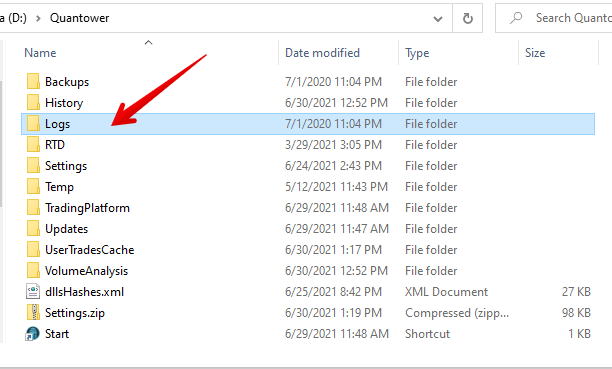 a (D:) > Quantower Search Quanto
Name Date modified Type Size
Backups 7/1/2020 11:04 PM File folder
History 6/30/2021 12:52 PM File folder
Logs 7/1/2020 11:04 PM File folder
RTD 3/29/2021 3:05 PM File folder
Settings 6/24/2021 2:43 PM File folder
Temp 5/12/2021 11:43 PM File folder
TradingPlatform 6/29/2021 11:48 AM File folder
Updates 6/29/2021 11:47 AM File folder
UserTradesCache 6/30/2021 1:17 PM File folder
VolumeAnalysis 6/30/2021 12:52 PM File folder
dllsHashes.xml 6/25/2021 8:42 PM XML Document 27 KB
Settings.zip 6/30/2021 1:19 PM Compressed (zipp... 98 KB
Start 6/29/2021 11:48 AM Shortcut 1 KB